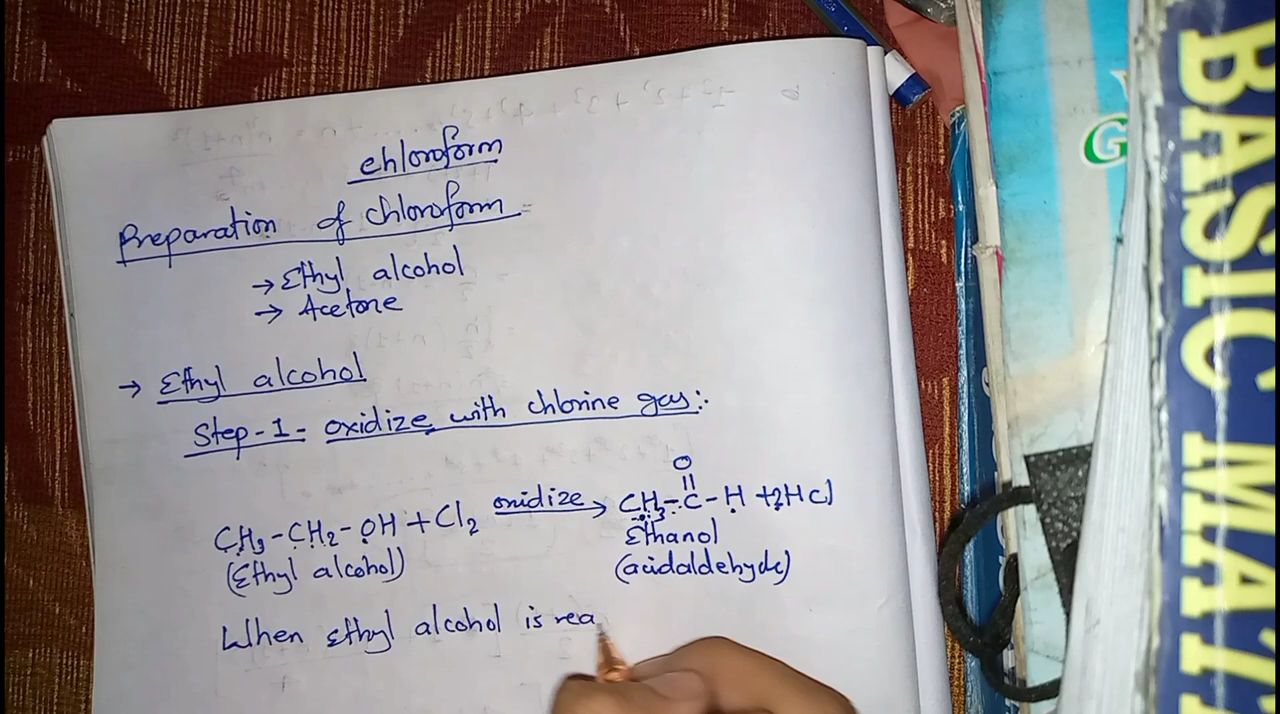 chloroform
Preparation of chloroform
→ Ethyl alcohol
→ Acetone
→ Ethyl alcohol
Step-1- oxidize with chlorine gas:
O
CH3-CH2-OH + Cl2 oxidize → CH3-C-H + 2HCl
(Ethyl alcohol) Ethanol
(acidaldehyde)
When Ethyl alcohol is rea
BASIC MAT
G